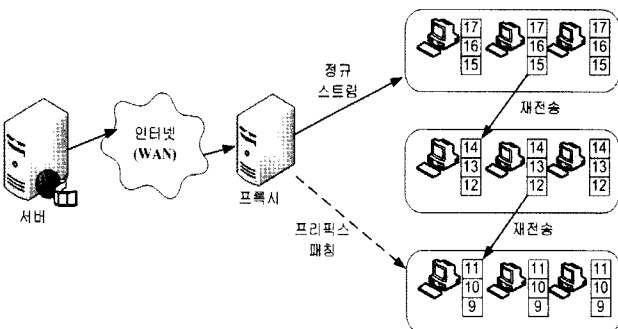 서버
인터넷
(WAN)
프록시
정규
스트림
프리픽스
패칭
17 17 17
16 16 16
15 15 15
재전송
14 14 14
13 13 13
12 12 12
재전송
11 11 11
10 10 10
9 9 9